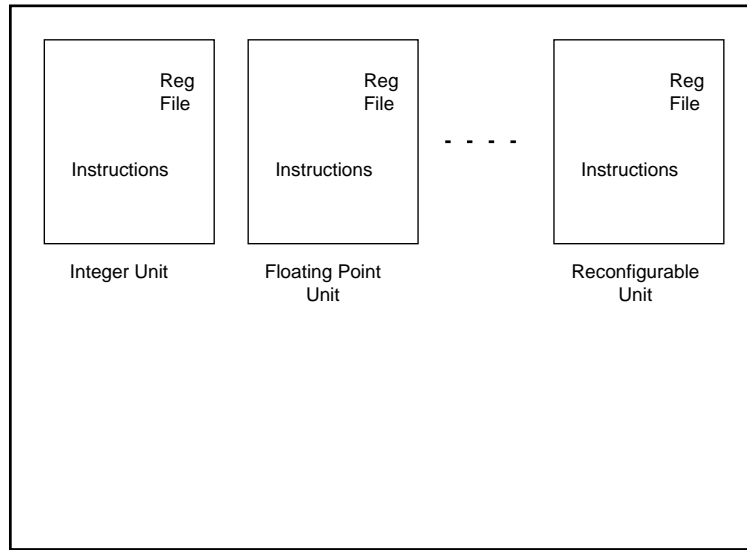 Reg
File
Instructions
Integer Unit
Reg
File
Instructions
Floating Point
Unit
- - - -
Reg
File
Instructions
Reconfigurable
Unit